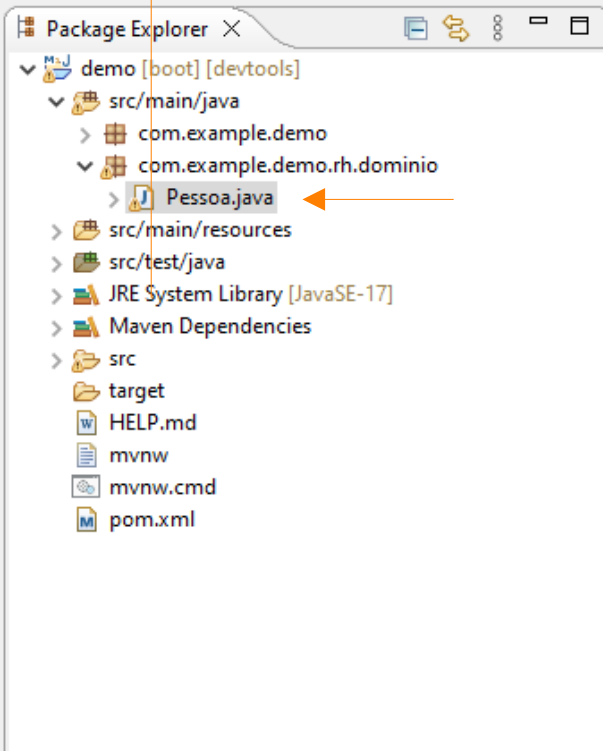 Package Explorer
demo [boot] [devtools]
src/main/java
com.example.demo
com.example.demo.rh.dominio
Pessoa.java
src/main/resources
src/test/java
JRE System Library [JavaSE-17]
Maven Dependencies
src
target
HELP.md
mvnw
mvnw.cmd
pom.xml